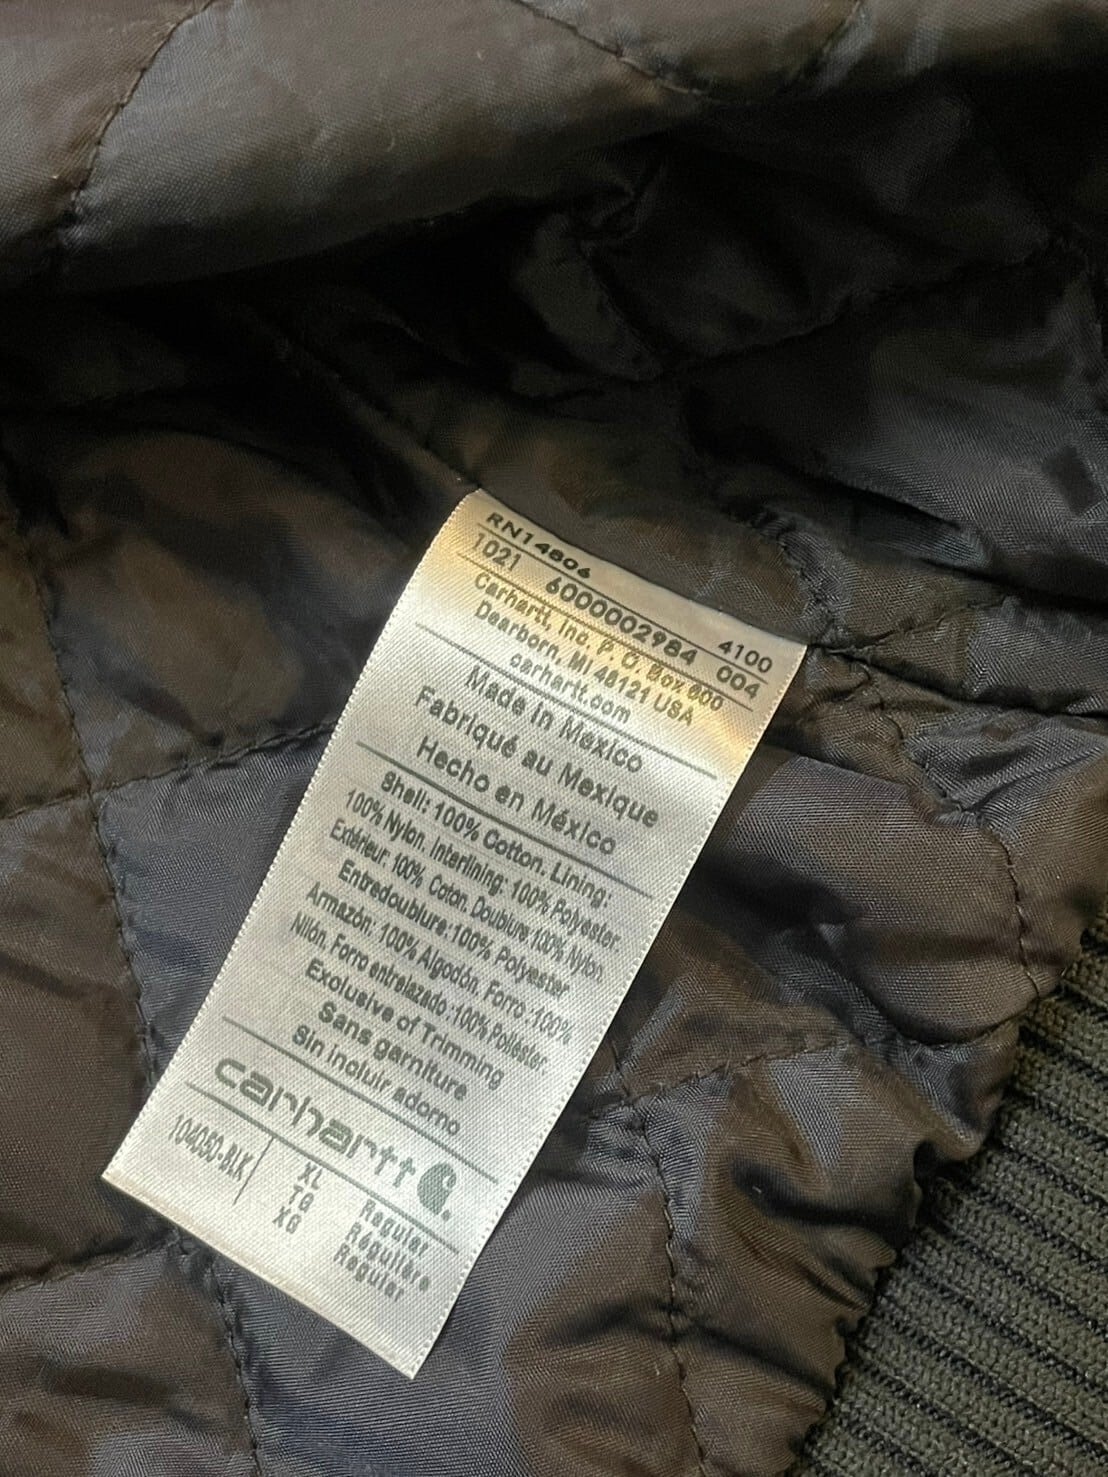 RN14806 4100
1021 6000002984 004
Carhartt, Inc. P.O. Box 600
Dearborn, MI 48121 USA
carhartt.com
Made in Mexico
Fabriqué au Mexique
Hecho en México
Shell: 100% Cotton. Lining:
100% Nylon. Interlining: 100% Polyester.
Extérieur: 100% Coton. Doublure: 100% Nylon
Entredoublure: 100% Polyester
Armazón: 100% Algodón. Forro: 100%
Nilón. Forro entrelazado: 100% Poliéster.
Exclusive of Trimming
Sans garniture
Sin incluir adorno
carhartt
104050-BLK XL Regular
TG Régulière
XG Regular